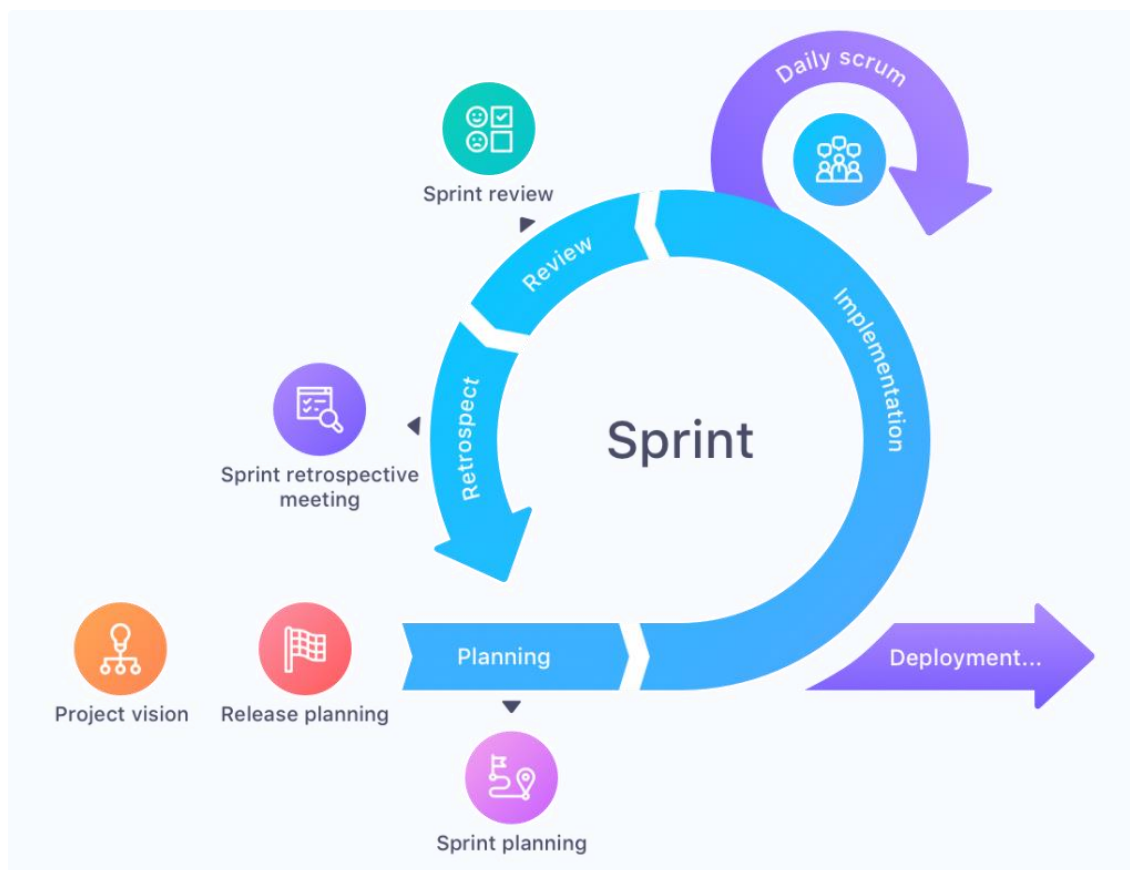 Daily scrum
Sprint review
Review
Implementation
Retrospect
Sprint
Sprint retrospective
meeting
Planning
Deployment...
Project vision
Release planning
Sprint planning